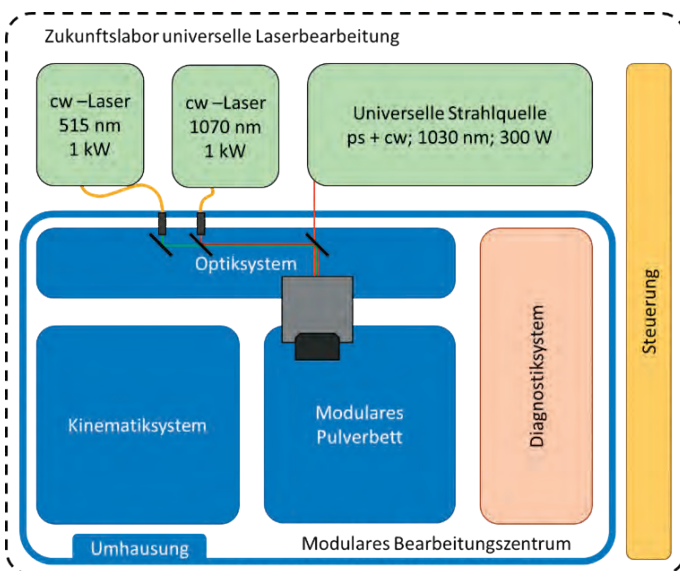 Zukunftslabor universelle Laserbearbeitung
cw –Laser
515 nm
1 kW
cw –Laser
1070 nm
1 kW
Universelle Strahlquelle
ps + cw; 1030 nm; 300 W
Optiksystem
Kinematiksystem
Modulares
Pulverbett
Diagnostiksystem
Steuerung
Umhausung
Modulares Bearbeitungszentrum